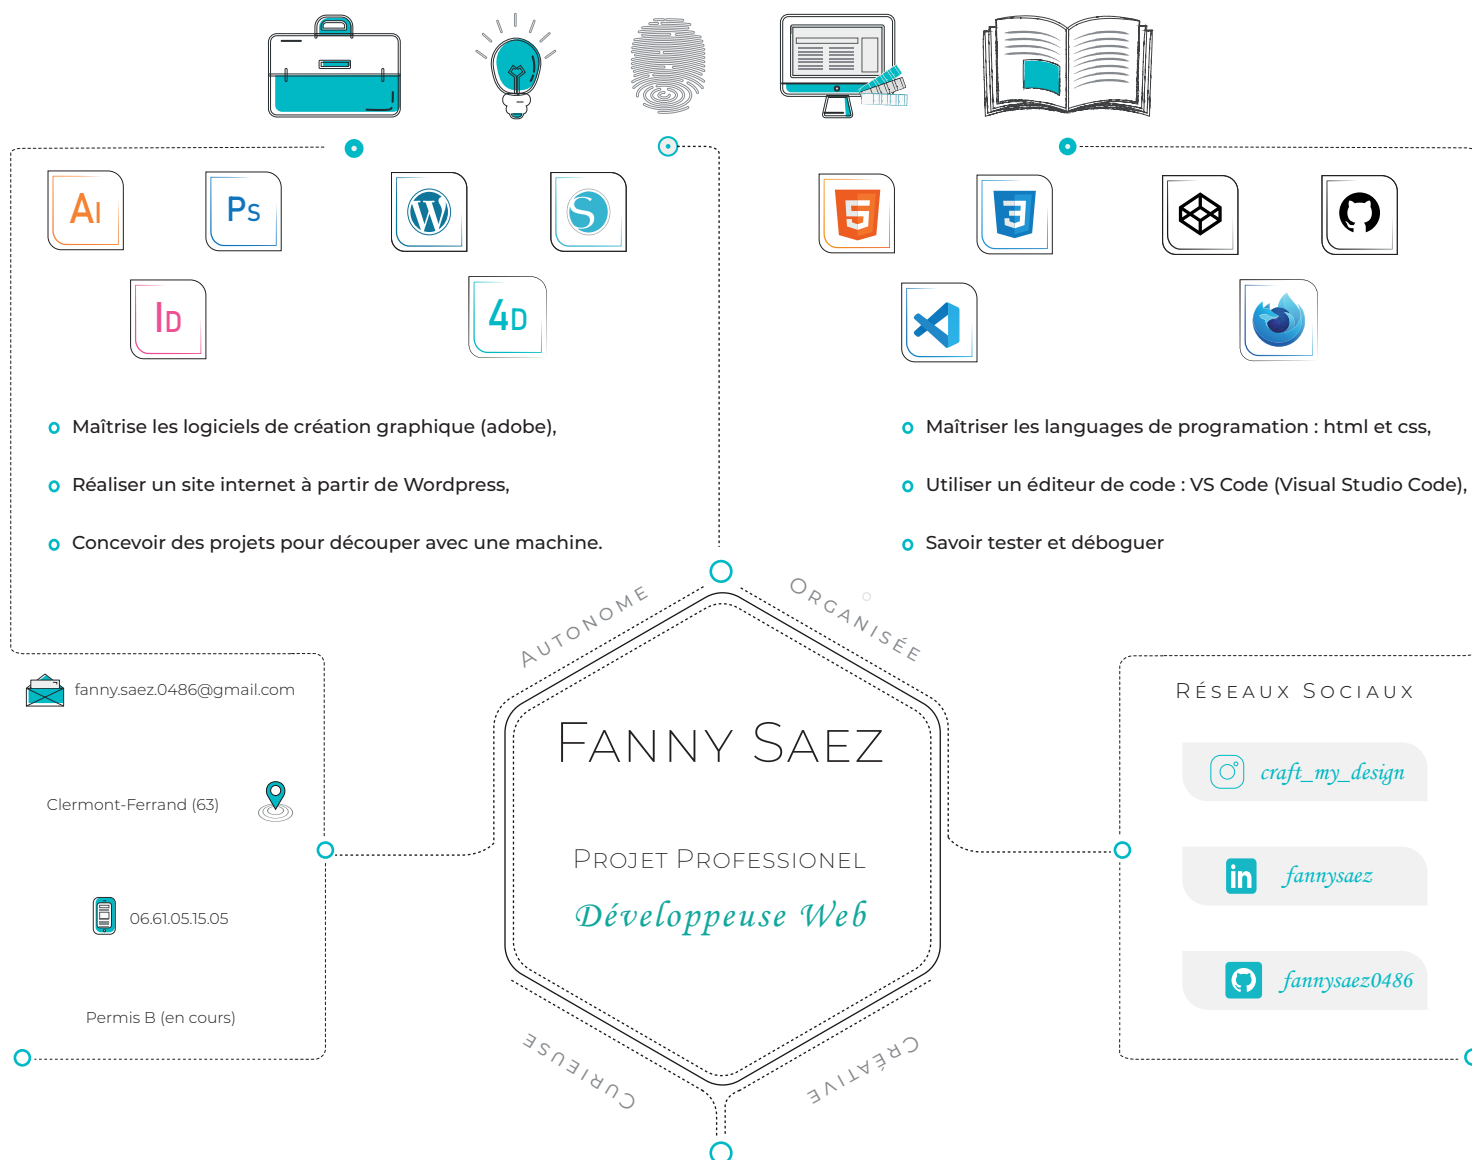 AI
PS
ID
4D
5
3
Maîtrise les logiciels de création graphique (adobe),
Réaliser un site internet à partir de Wordpress,
Concevoir des projets pour découper avec une machine.
Maîtriser les languages de programation : html et css,
Utiliser un éditeur de code : VS Code (Visual Studio Code),
Savoir tester et déboguer
AUTONOME
ORGANISÉE
fanny.saez.0486@gmail.com
Clermont-Ferrand (63)
06.61.05.15.05
Permis B (en cours)
FANNY SAEZ
PROJET PROFESSIONEL
Développeuse Web
CURIEUSE
CRÉATIVE
RÉSEAUX SOCIAUX
craft_my_design
in
fannysaez
fannysaez0486